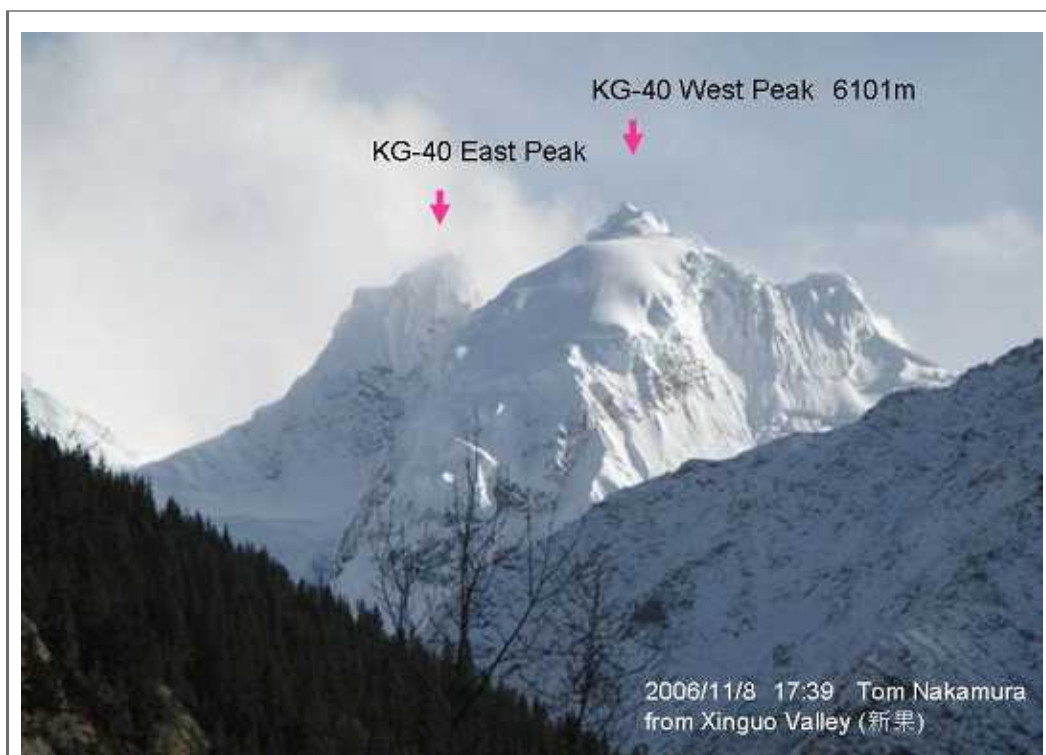 KG-40 West Peak 6101m
KG-40 East Peak
2006/11/8 17:39 Tom Nakamura
from Xinguo Valley (新果)